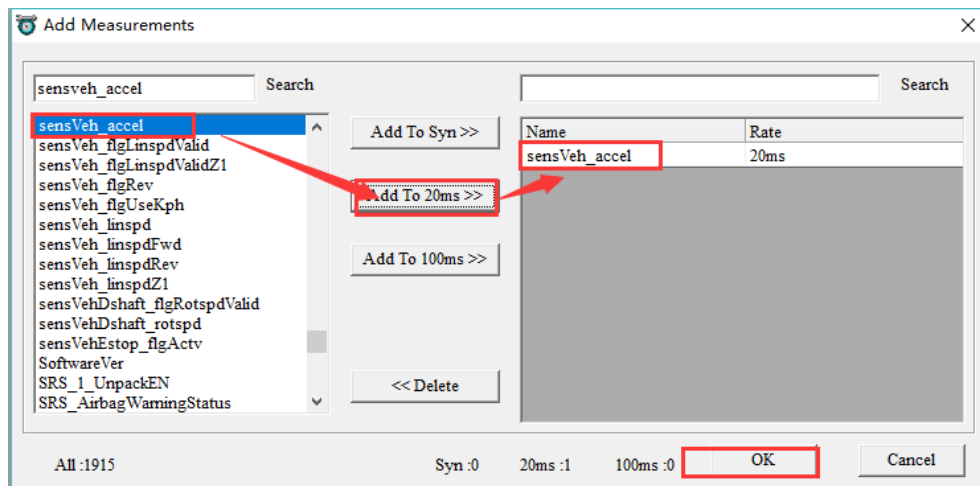 Add Measurements
sensveh_accel Search Search
sensVeh_accel
sensVeh_flgLinspdValid
sensVeh_flgLinspdValidZ1
sensVeh_flgRev
sensVeh_flgUseKph
sensVeh_linspd
sensVeh_linspdFwd
sensVeh_linspdRev
sensVeh_linspdZ1
sensVehDshaft_flgRotspdValid
sensVehDshaft_rotspd
sensVehEstop_flgActv
SoftwareVer
SRS_1_UnpackEN
SRS_AirbagWarningStatus
Add To Syn >>
Add To 20ms >>
Add To 100ms >>
<< Delete
Name Rate
sensVeh_accel 20ms
All :1915 Syn :0 20ms :1 100ms :0 OK Cancel